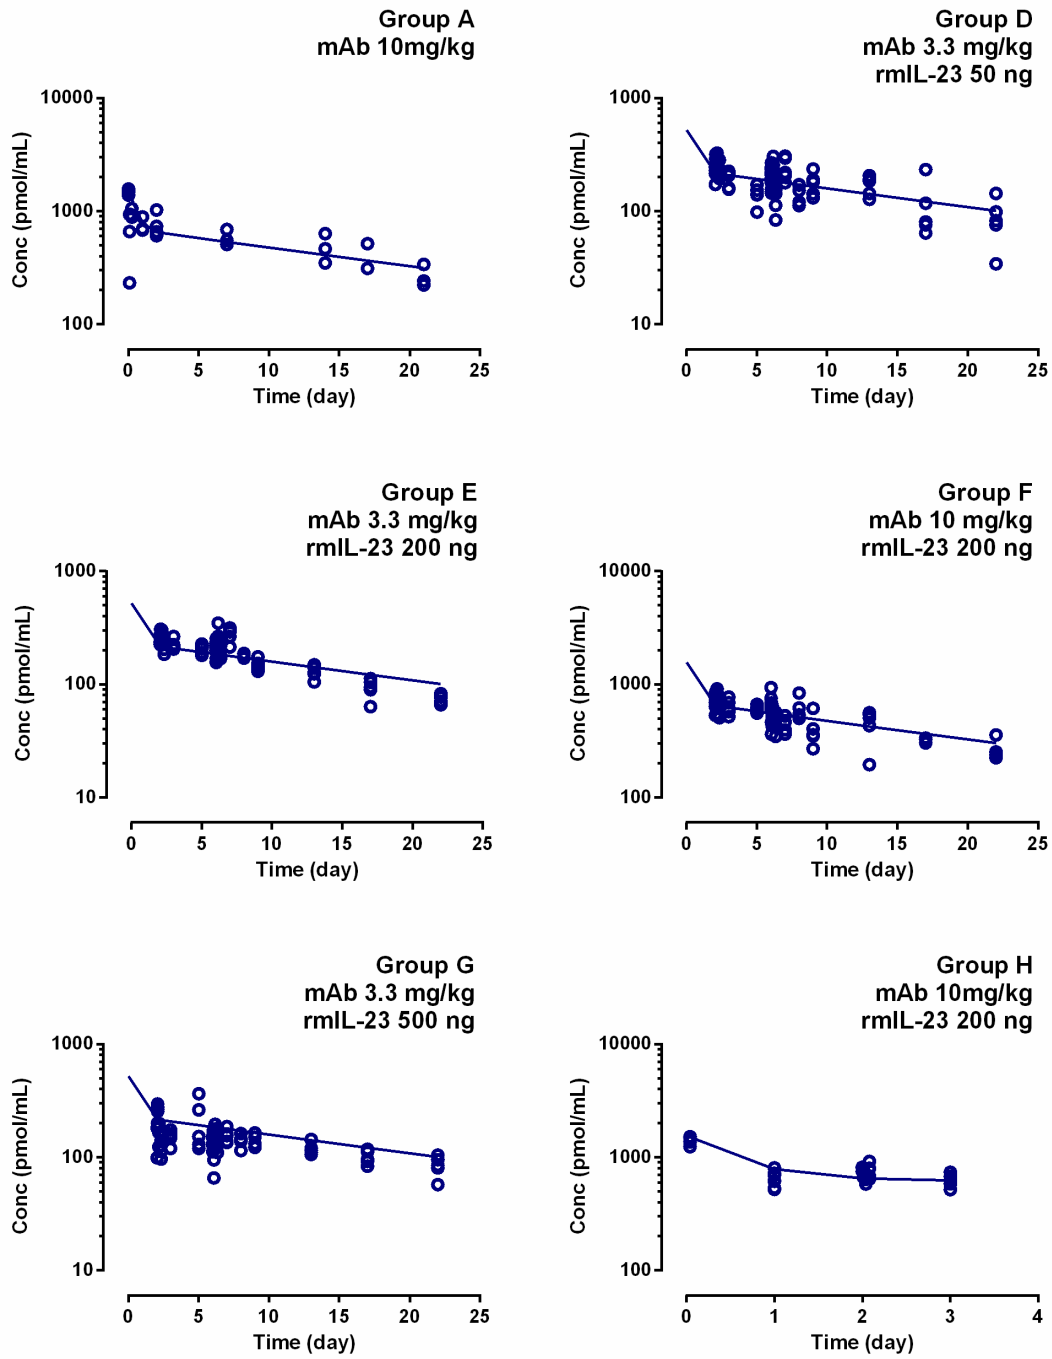 Group A
mAb 10mg/kg
10000
1000
100
Conc (pmol/mL)
0 5 10 15 20 25
Time (day)
Group D
mAb 3.3 mg/kg
rmIL-23 50 ng
1000
100
10
Conc (pmol/mL)
0 5 10 15 20 25
Time (day)
Group E
mAb 3.3 mg/kg
rmIL-23 200 ng
1000
100
10
Conc (pmol/mL)
0 5 10 15 20 25
Time (day)
Group F
mAb 10 mg/kg
rmIL-23 200 ng
10000
1000
100
Conc (pmol/mL)
0 5 10 15 20 25
Time (day)
Group G
mAb 3.3 mg/kg
rmIL-23 500 ng
1000
100
10
Conc (pmol/mL)
0 5 10 15 20 25
Time (day)
Group H
mAb 10mg/kg
rmIL-23 200 ng
10000
1000
100
Conc (pmol/mL)
0 1 2 3 4
Time (day)